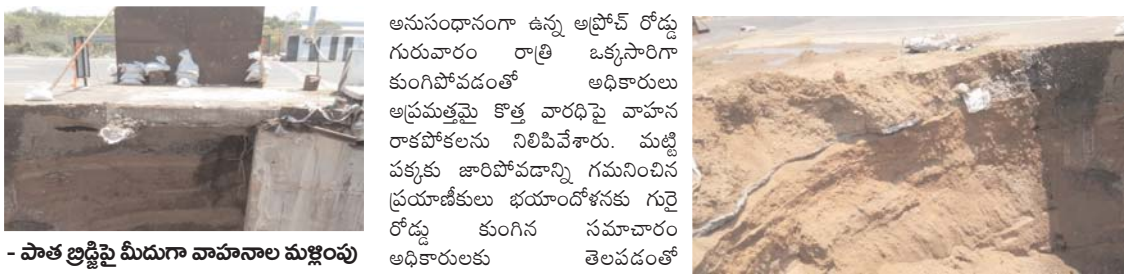 - పాత బ్రిడ్జిపై మీదుగా వాహనాల మళ్లింపు
అనుసంధానంగా ఉన్న అప్రోచ్ రోడ్డు
గురువారం రాత్రి ఒక్కసారిగా
కుంగిపోవడంతో అధికారులు
అప్రమత్తమై కొత్త వారధిపై వాహన
రాకపోకలను నిలిపివేశారు. మట్టి
పక్కకు జారిపోవడాన్ని గమనించిన
ప్రయాణీకులు భయాందోళనకు గురై
రోడ్డు కుంగిన సమాచారం
అధికారులకు తెలపడంతో